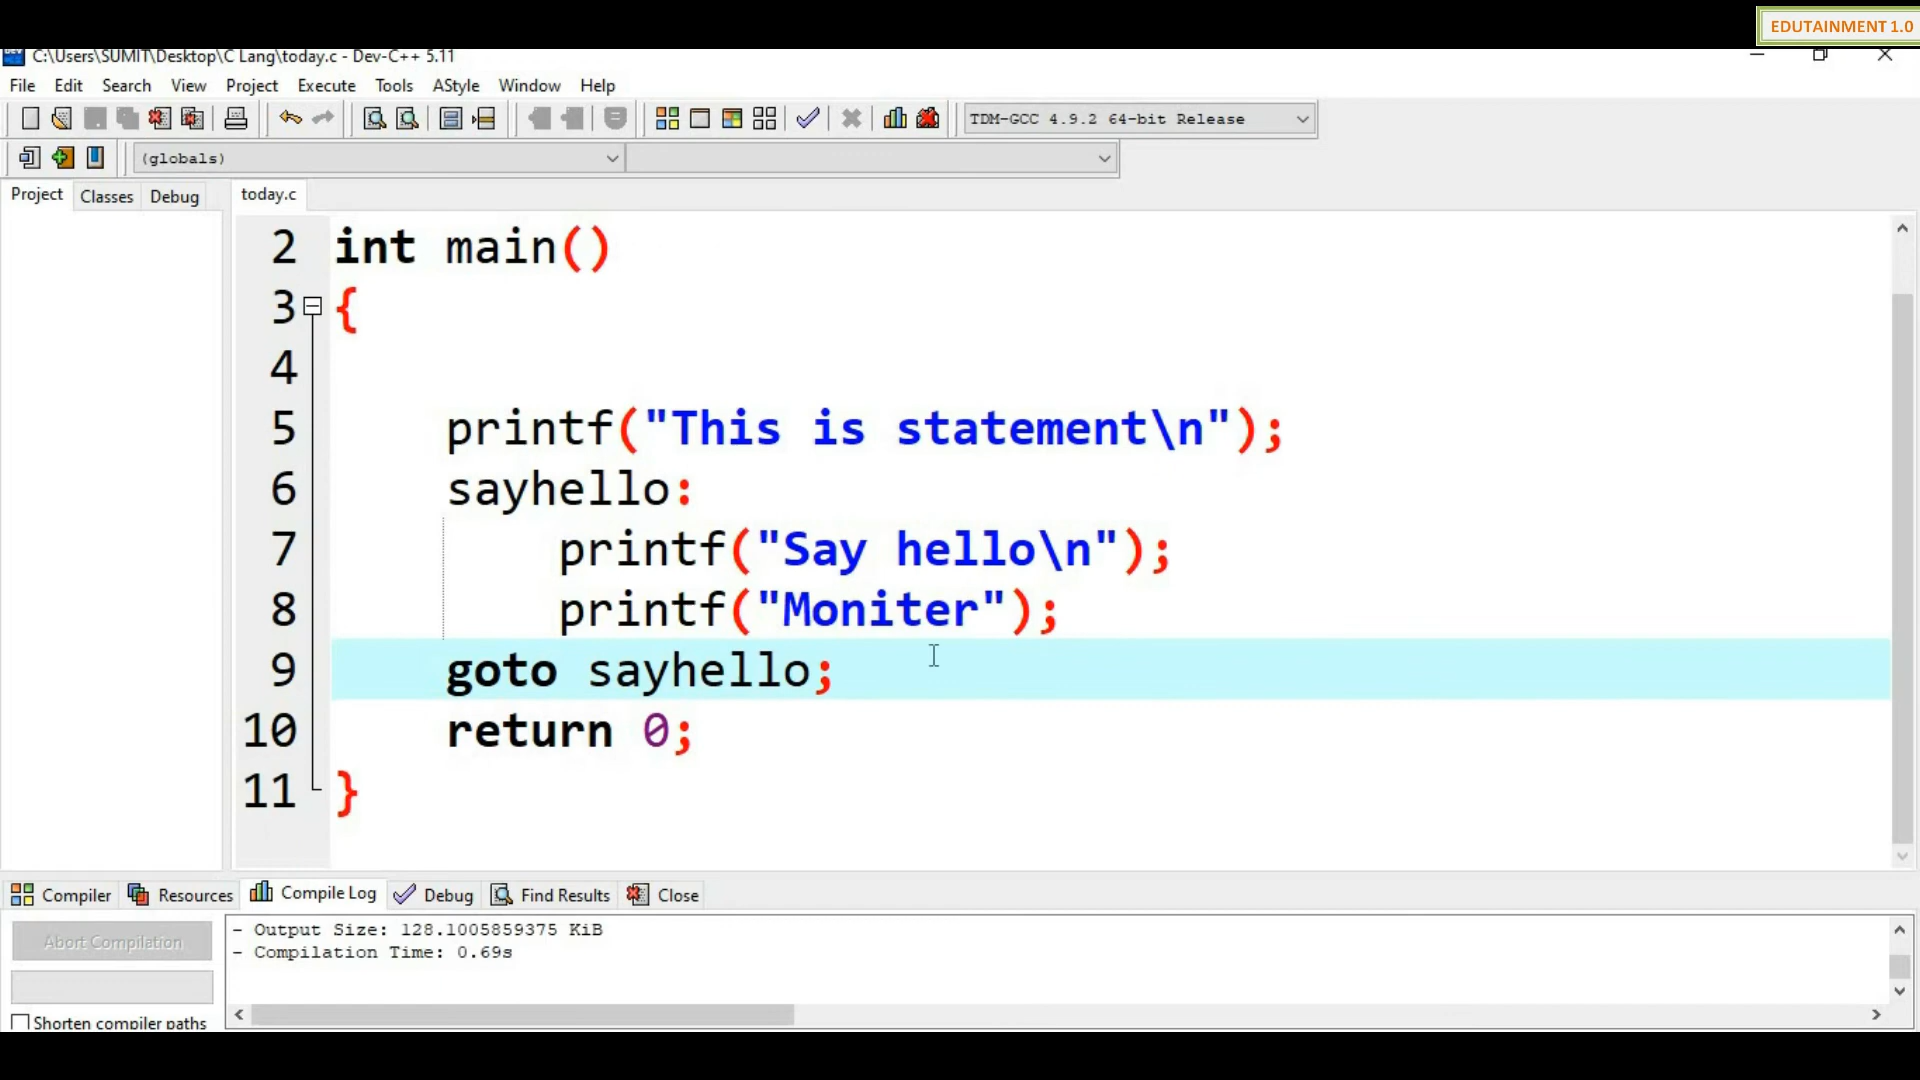 EDUTAINMENT 1.0
C:\Users\SUMIT\Desktop\C Lang\today.c - Dev-C++ 5.11
File Edit Search View Project Execute Tools AStyle Window Help
TDM-GCC 4.9.2 64-bit Release
(globals)
Project Classes Debug today.c
2 int main()
3 {
4
5 printf("This is statement\n");
6 sayhello:
7 printf("Say hello\n");
8 printf("Moniter");
9 goto sayhello;
10 return 0;
11 }
Compiler Resources Compile Log Debug Find Results Close
Abort Compilation
- Output Size: 128.1005859375 KiB
- Compilation Time: 0.69s
Shorten compiler paths